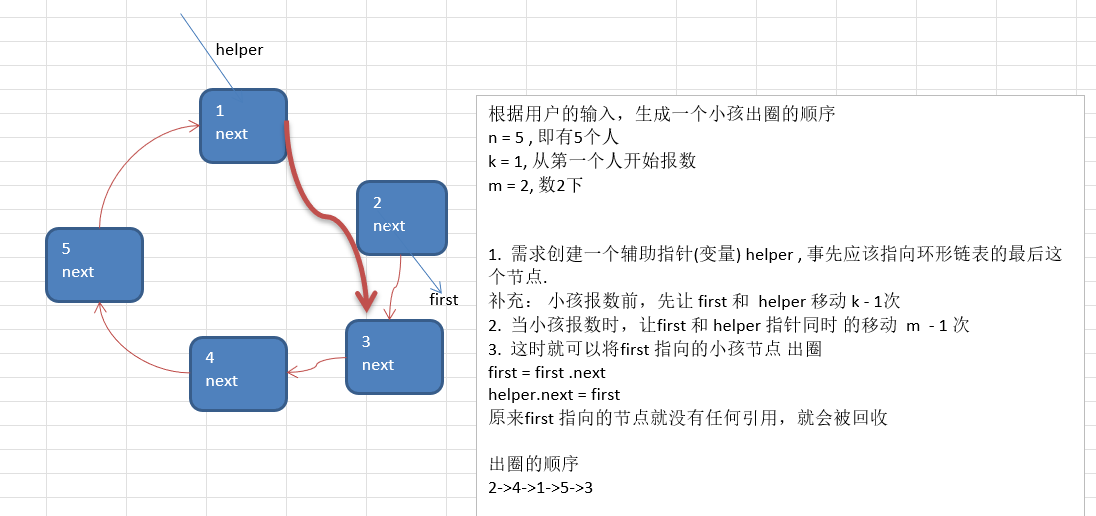 helper
1
next
2
next
first
3
next
4
next
5
next
根据用户的输入，生成一个小孩出圈的顺序
n = 5 , 即有5个人
k = 1, 从第一个人开始报数
m = 2, 数2下
1. 需求创建一个辅助指针(变量) helper , 事先应该指向环形链表的最后这
个节点.
补充： 小孩报数前，先让 first 和 helper 移动 k - 1次
2. 当小孩报数时，让first 和 helper 指针同时 的移动 m - 1 次
3. 这时就可以将first 指向的小孩节点 出圈
first = first .next
helper.next = first
原来first 指向的节点就没有任何引用，就会被回收
出圈的顺序
2->4->1->5->3